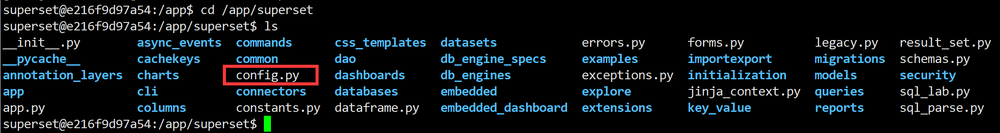 superset@e216f9d97a54:/app$ cd /app/superset
superset@e216f9d97a54:/app/superset$ ls
__init__.py async_events commands css_templates datasets errors.py forms.py legacy.py result_set.py
__pycache__ cachekeys common dao db_engine_specs examples importexport migrations schemas.py
annotation_layers charts config.py dashboards db_engines exceptions.py initialization models security
app cli connectors databases embedded explore jinja_context.py queries sql_lab.py
app.py columns constants.py dataframe.py embedded_dashboard extensions key_value reports sql_parse.py
superset@e216f9d97a54:/app/superset$